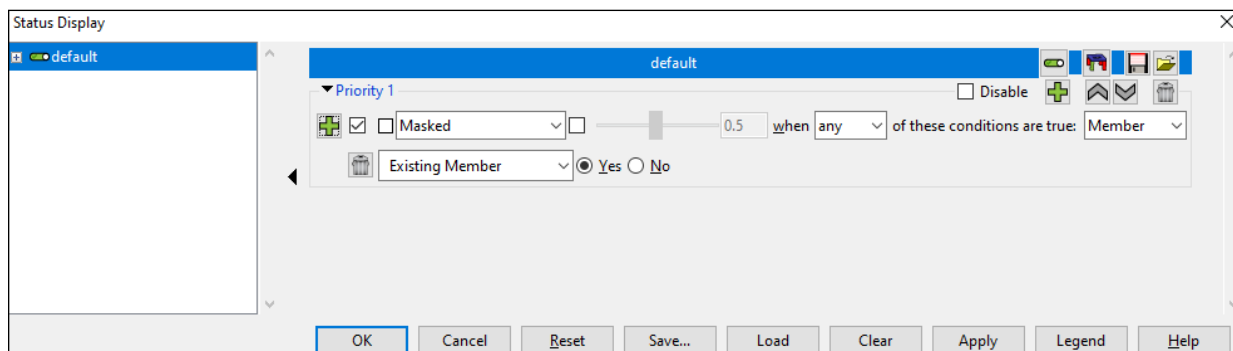 Status Display
default
default
Priority 1 Disable
Masked 0.5 when any of these conditions are true: Member
Existing Member Yes No
OK Cancel Reset Save... Load Clear Apply Legend Help